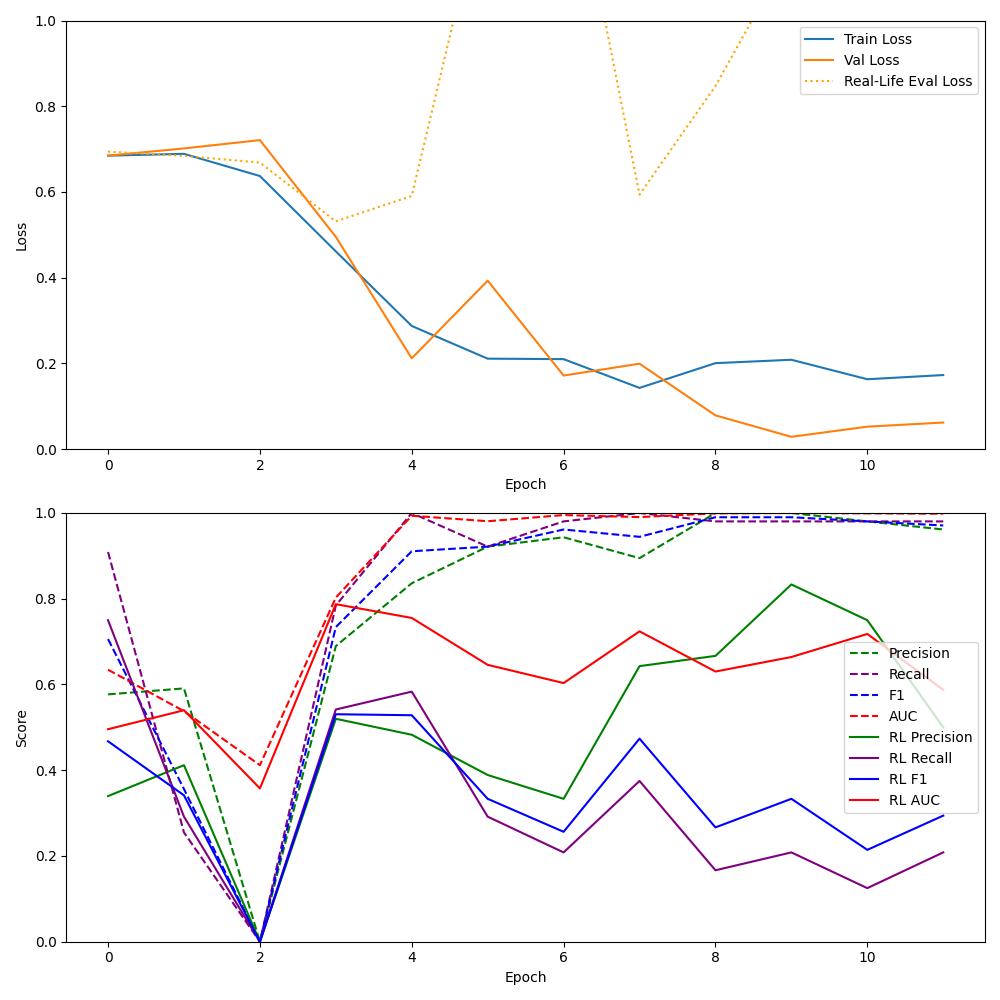 1.0
0.8
0.6
0.4
0.2
0.0
Loss
Train Loss
Val Loss
Real-Life Eval Loss
0 2 4 6 8 10
Epoch
1.0
0.8
0.6
0.4
0.2
0.0
Score
Precision
Recall
F1
AUC
RL Precision
RL Recall
RL F1
RL AUC
0 2 4 6 8 10
Epoch